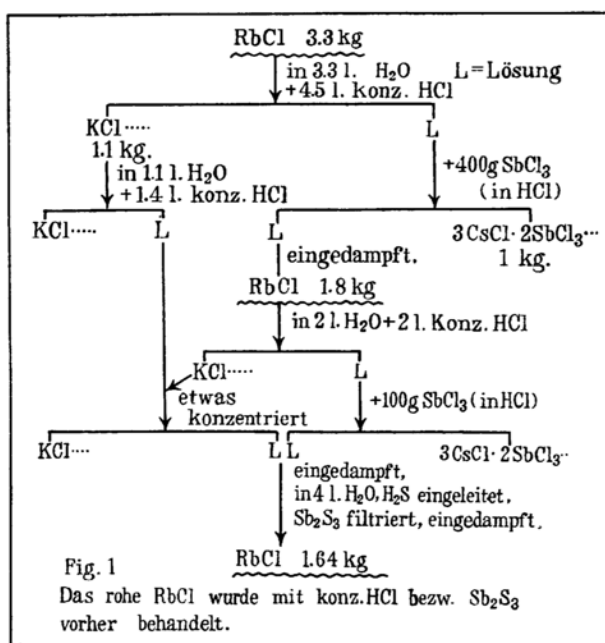 RbCl 3.3 kg
in 3.3 l. H₂O L=Lösung
+4.5 l. konz. HCl
KCl····· L
1.1 kg.
in 1.1 l. H₂O +400g SbCl₃
+1.4 l. konz. HCl (in HCl)
KCl····· L L 3CsCl·2SbCl₃···
eingedampft. 1 kg.
RbCl 1.8 kg
in 2 l. H₂O+2 l. Konz. HCl
KCl····· L
etwas +100g SbCl₃(in HCl)
konzentriert
KCl···· L L 3CsCl·2SbCl₃··
eingedampft,
in 4 l. H₂O, H₂S eingeleitet,
Sb₂S₃ filtriert, eingedampft.
RbCl 1.64 kg
Fig. 1
Das rohe RbCl wurde mit konz. HCl bezw. Sb₂S₃
vorher behandelt.